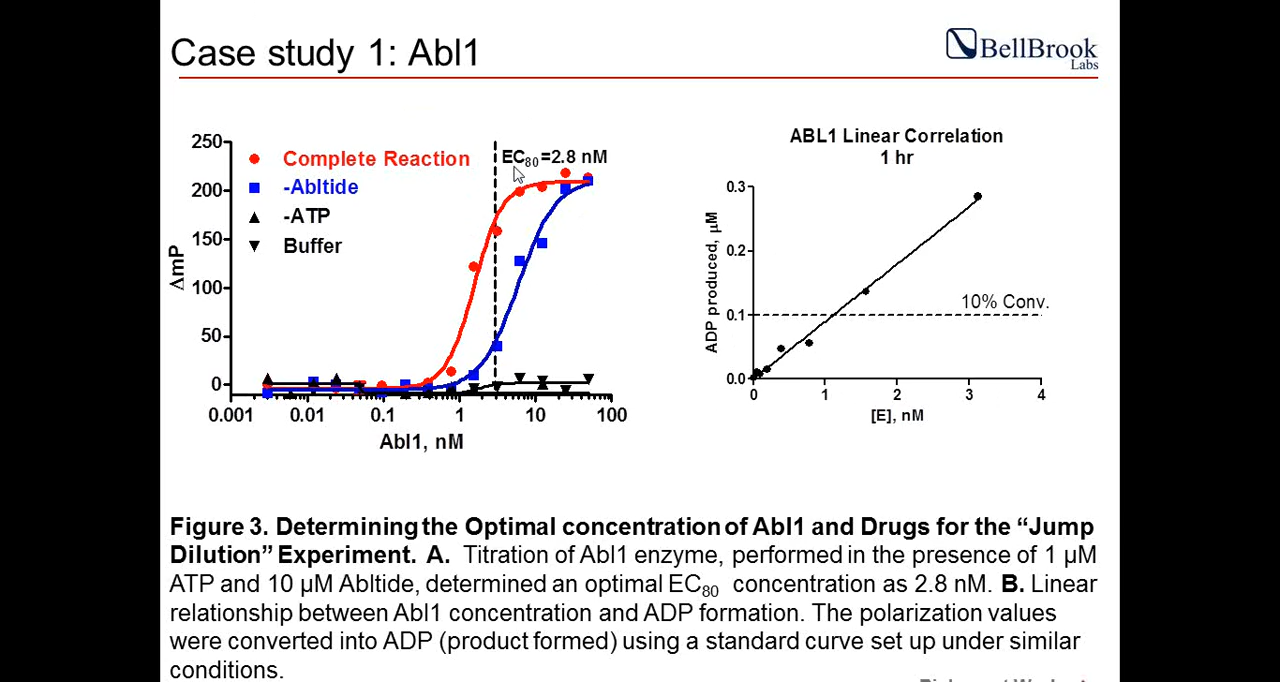 Case study 1: Abl1
BellBrook
Labs
250
200
150
100
50
0
ΔmP
Complete Reaction
-Abltide
-ATP
Buffer
EC80=2.8 nM
0.001
0.01
0.1
1
10
100
Abl1, nM
ABL1 Linear Correlation
1 hr
0.3
0.2
0.1
0.0
ADP produced, μM
10% Conv.
0
1
2
3
4
[E], nM
Figure 3. Determining the Optimal concentration of Abl1 and Drugs for the “Jump
Dilution” Experiment. A. Titration of Abl1 enzyme, performed in the presence of 1 μM
ATP and 10 μM Abltide, determined an optimal EC80 concentration as 2.8 nM. B. Linear
relationship between Abl1 concentration and ADP formation. The polarization values
were converted into ADP (product formed) using a standard curve set up under similar
conditions.